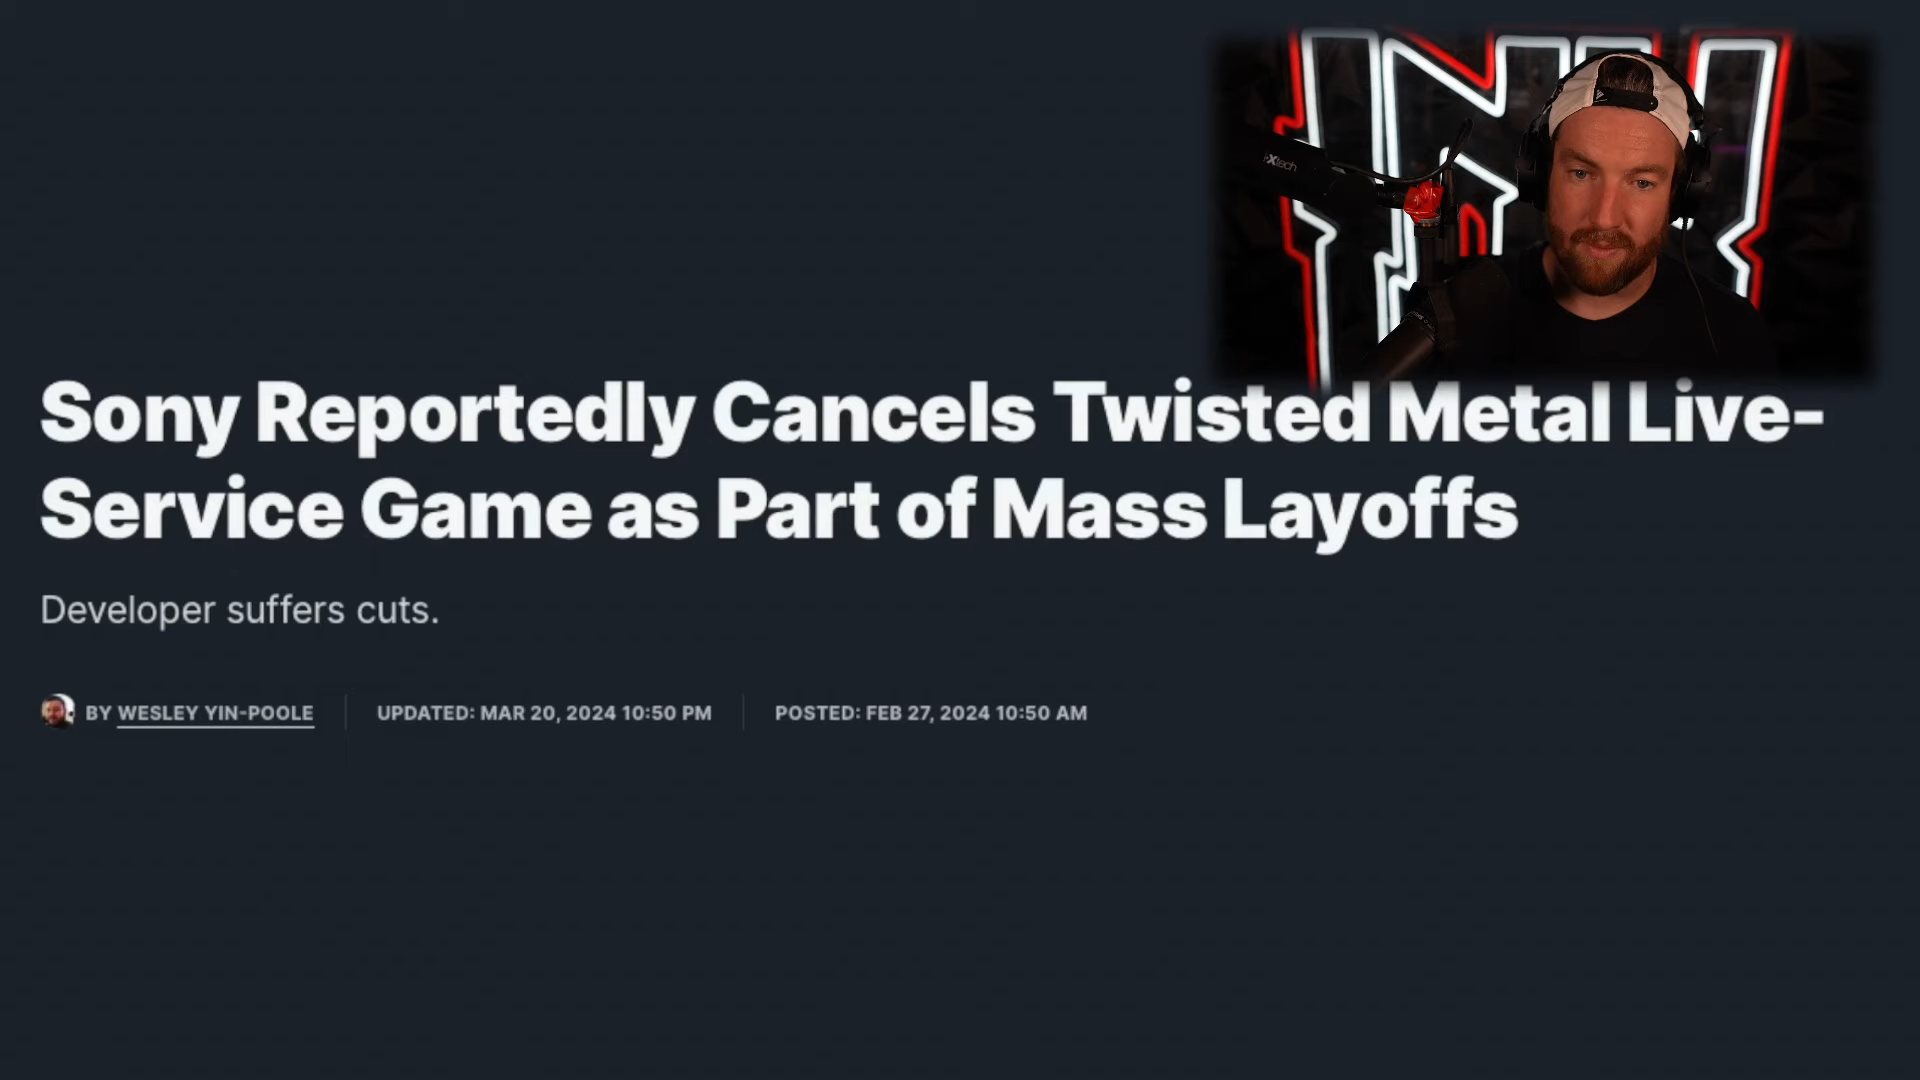 iXtech
Sony Reportedly Cancels Twisted Metal Live-
Service Game as Part of Mass Layoffs
Developer suffers cuts.
BY WESLEY YIN-POOLE
UPDATED: MAR 20, 2024 10:50 PM
POSTED: FEB 27, 2024 10:50 AM